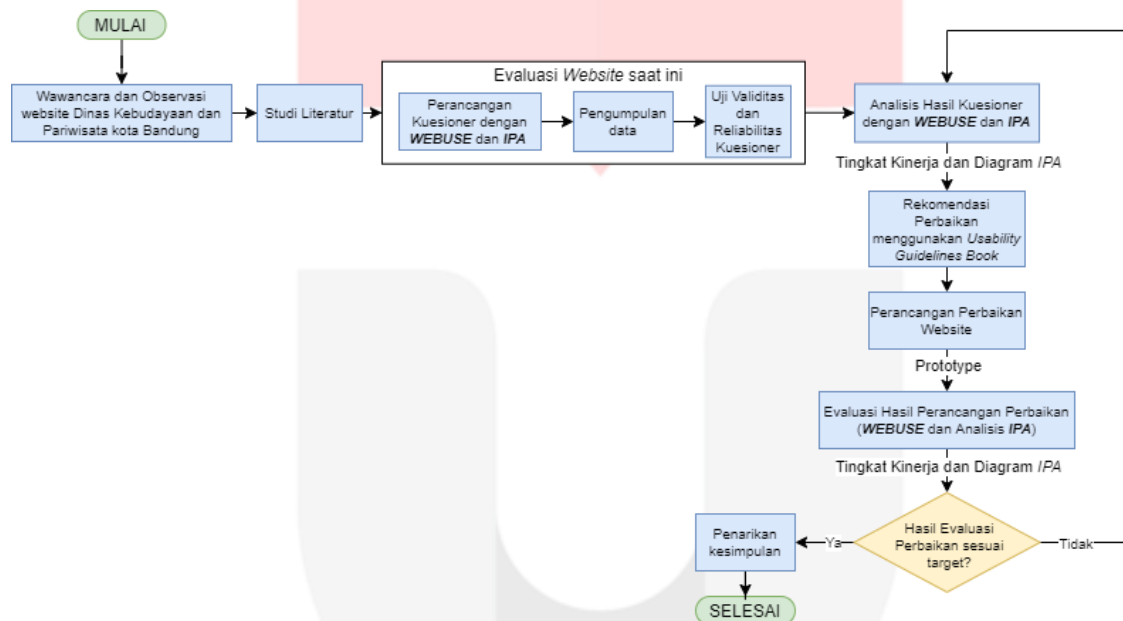 MULAI
Wawancara dan Observasi
website Dinas Kebudayaan dan
Pariwisata kota Bandung
Studi Literatur
Evaluasi Website saat ini
Perancangan
Kuesioner dengan
WEBUSE dan IPA
Pengumpulan
data
Uji Validitas
dan
Reliabilitas
Kuesioner
Analisis Hasil Kuesioner
dengan WEBUSE dan IPA
Tingkat Kinerja dan Diagram IPA
Rekomendasi
Perbaikan
menggunakan Usability
Guidelines Book
Perancangan Perbaikan
Website
Prototype
Evaluasi Hasil Perancangan Perbaikan
(WEBUSE dan Analisis IPA)
Tingkat Kinerja dan Diagram IPA
Hasil Evaluasi
Perbaikan sesuai
target?
Tidak
Ya
Penarikan
kesimpulan
SELESAI